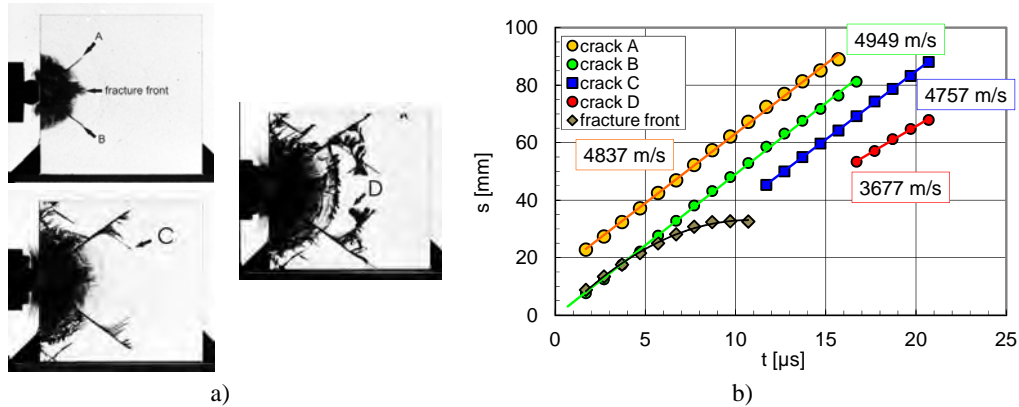 A
fracture front
B
C
A
D
a)
s [mm]
100
80
60
40
20
0
crack A
crack B
crack C
crack D
fracture front
4949 m/s
4757 m/s
4837 m/s
3677 m/s
0
5
10
15
20
25
t [µs]
b)